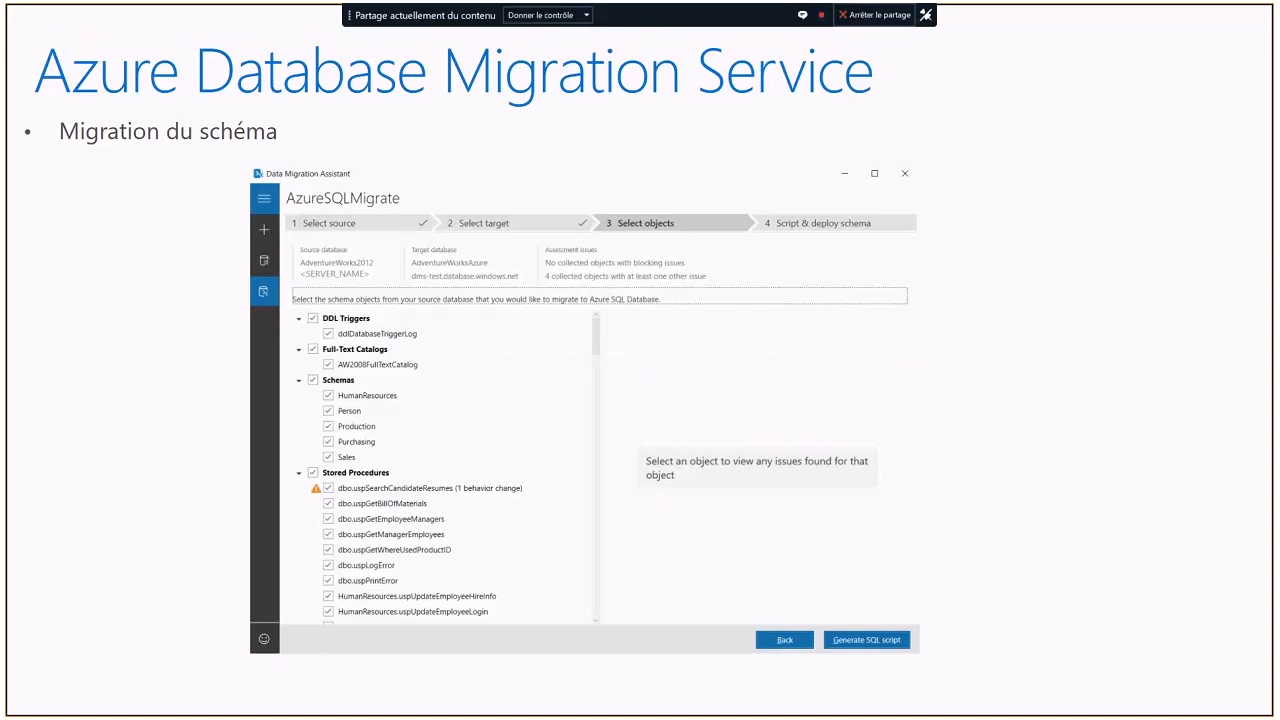 Partage actuellement du contenu Donner le contrôle Arrêter le partage
Azure Database Migration Service
• Migration du schéma
Data Migration Assistant
AzureSQLMigrate
1 Select source 2 Select target 3 Select objects 4 Script & deploy schema
Source database Target database Assessment issues
AdventureWorks2012 AdventureWorksAzure No collected objects with blocking issues
<SERVER_NAME> dms-test.database.windows.net 4 collected objects with at least one other issue
Select the schema objects from your source database that you would like to migrate to Azure SQL Database.
DDL Triggers
ddlDatabaseTriggerLog
Full-Text Catalogs
AW2008FullTextCatalog
Schemas
HumanResources
Person
Production
Purchasing
Sales
Stored Procedures
dbo.uspSearchCandidateResumes (1 behavior change)
dbo.uspGetBillOfMaterials
dbo.uspGetEmployeeManagers
dbo.uspGetManagerEmployees
dbo.uspGetWhereUsedProductID
dbo.uspLogError
dbo.uspPrintError
HumanResources.uspUpdateEmployeeHireInfo
HumanResources.uspUpdateEmployeeLogin
Select an object to view any issues found for that
object
Back Generate SQL script